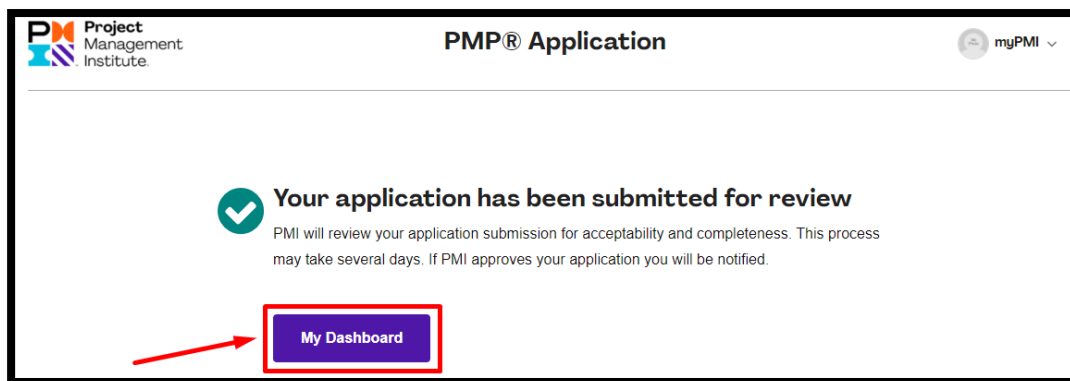 Project
Management
Institute.
PMP® Application
myPMI
Your application has been submitted for review
PMI will review your application submission for acceptability and completeness. This process
may take several days. If PMI approves your application you will be notified.
My Dashboard